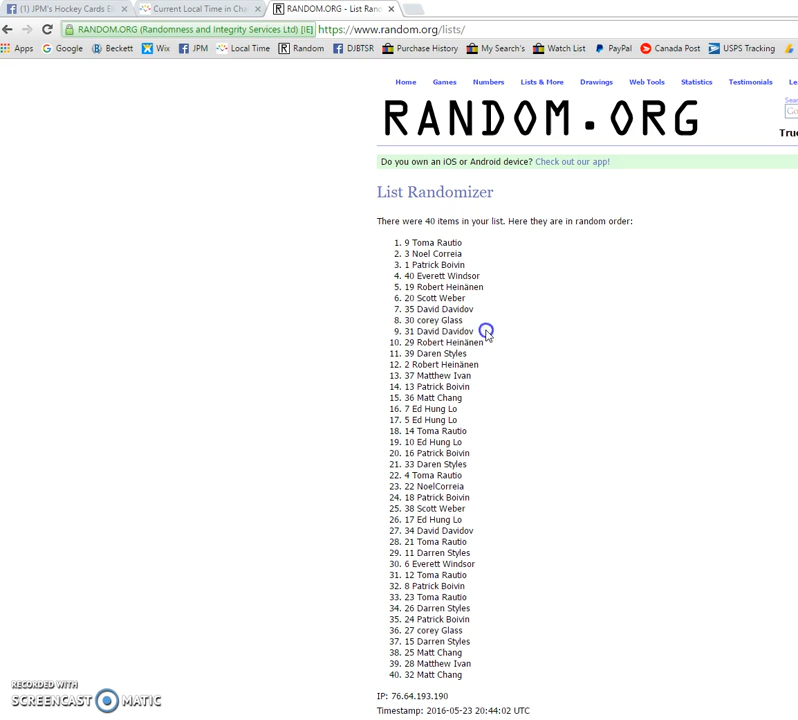 JPM's Hockey Cards
Current Local Time in Cha
RANDOM.ORG - List Ran
RANDOM.ORG (Randomness and Integrity Services Ltd) [IE] https://www.random.org/lists/
Apps Google Beckett Wix JPM Local Time Random DJBTSR Purchase History My Search's Watch List PayPal Canada Post USPS Tracking
Home Games Numbers Lists & More Drawings Web Tools Statistics Testimonials
RANDOM.ORG
Do you own an iOS or Android device? Check out our app!
List Randomizer
There were 40 items in your list. Here they are in random order:
1. 9 Toma Rautio
2. 3 Noel Correia
3. 1 Patrick Boivin
4. 40 Everett Windsor
5. 19 Robert Heinänen
6. 20 Scott Weber
7. 35 David Davidov
8. 30 corey Glass
9. 31 David Davidov
10. 29 Robert Heinänen
11. 39 Daren Styles
12. 2 Robert Heinänen
13. 37 Matthew Ivan
14. 13 Patrick Boivin
15. 36 Matt Chang
16. 7 Ed Hung Lo
17. 5 Ed Hung Lo
18. 14 Toma Rautio
19. 10 Ed Hung Lo
20. 16 Patrick Boivin
21. 33 Daren Styles
22. 4 Toma Rautio
23. 22 NoelCorreia
24. 18 Patrick Boivin
25. 38 Scott Weber
26. 17 Ed Hung Lo
27. 34 David Davidov
28. 21 Toma Rautio
29. 11 Darren Styles
30. 6 Everett Windsor
31. 12 Toma Rautio
32. 8 Patrick Boivin
33. 23 Toma Rautio
34. 26 Darren Styles
35. 24 Patrick Boivin
36. 27 corey Glass
37. 15 Darren Styles
38. 25 Matt Chang
39. 28 Matthew Ivan
40. 32 Matt Chang
IP: 76.64.193.190
Timestamp: 2016-05-23 20:44:02 UTC
RECORDED WITH
SCREENCAST MATIC